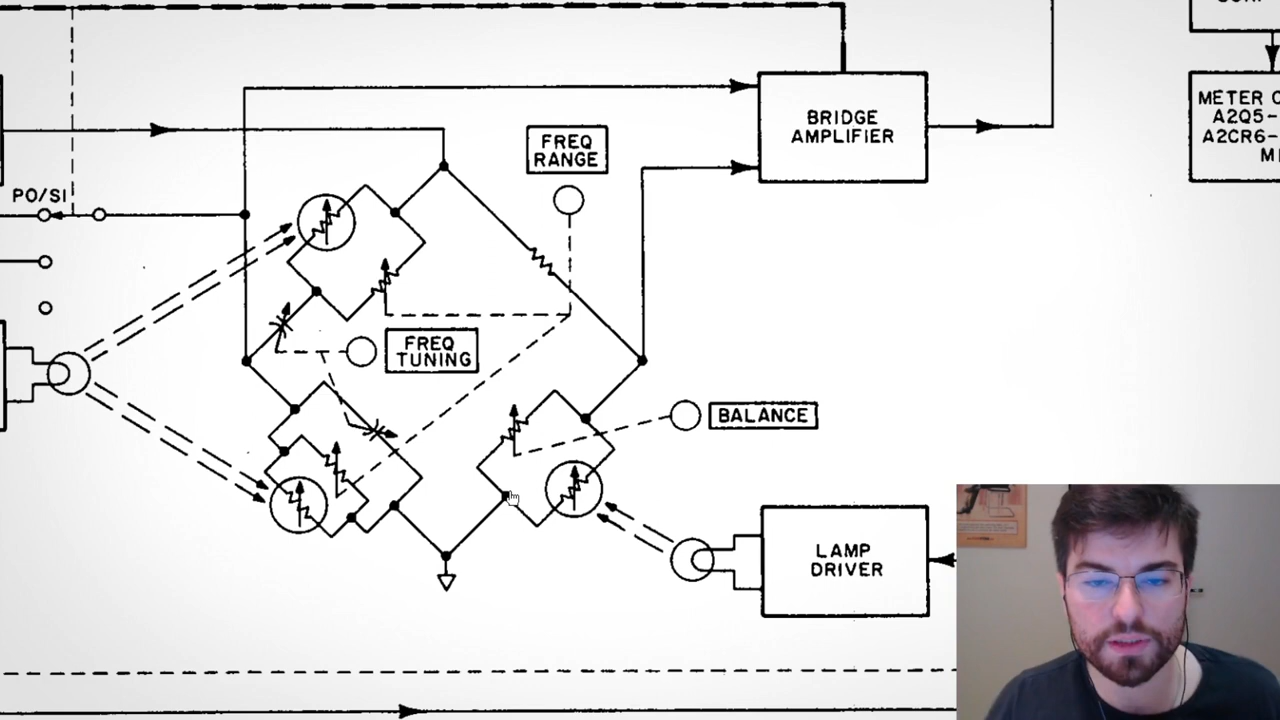 BRIDGE
AMPLIFIER
FREQ
RANGE
METER
A2Q5-
A2CR6-
PO/SI
FREQ
TUNING
BALANCE
LAMP
DRIVER